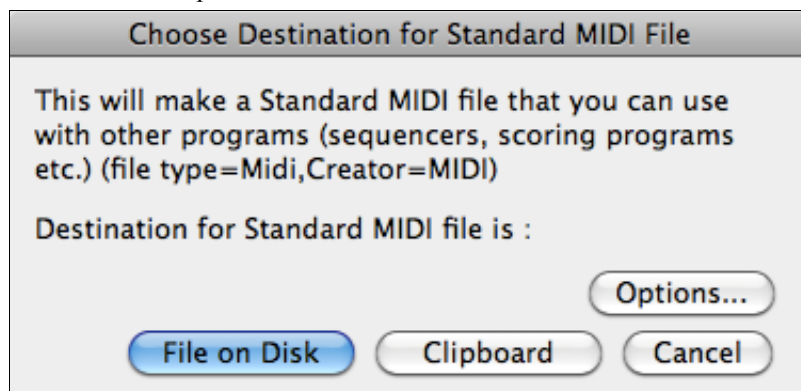 Choose Destination for Standard MIDI File
This will make a Standard MIDI file that you can use
with other programs (sequencers, scoring programs
etc.) (file type=Midi,Creator=MIDI)
Destination for Standard MIDI file is :
Options...
File on Disk Clipboard Cancel